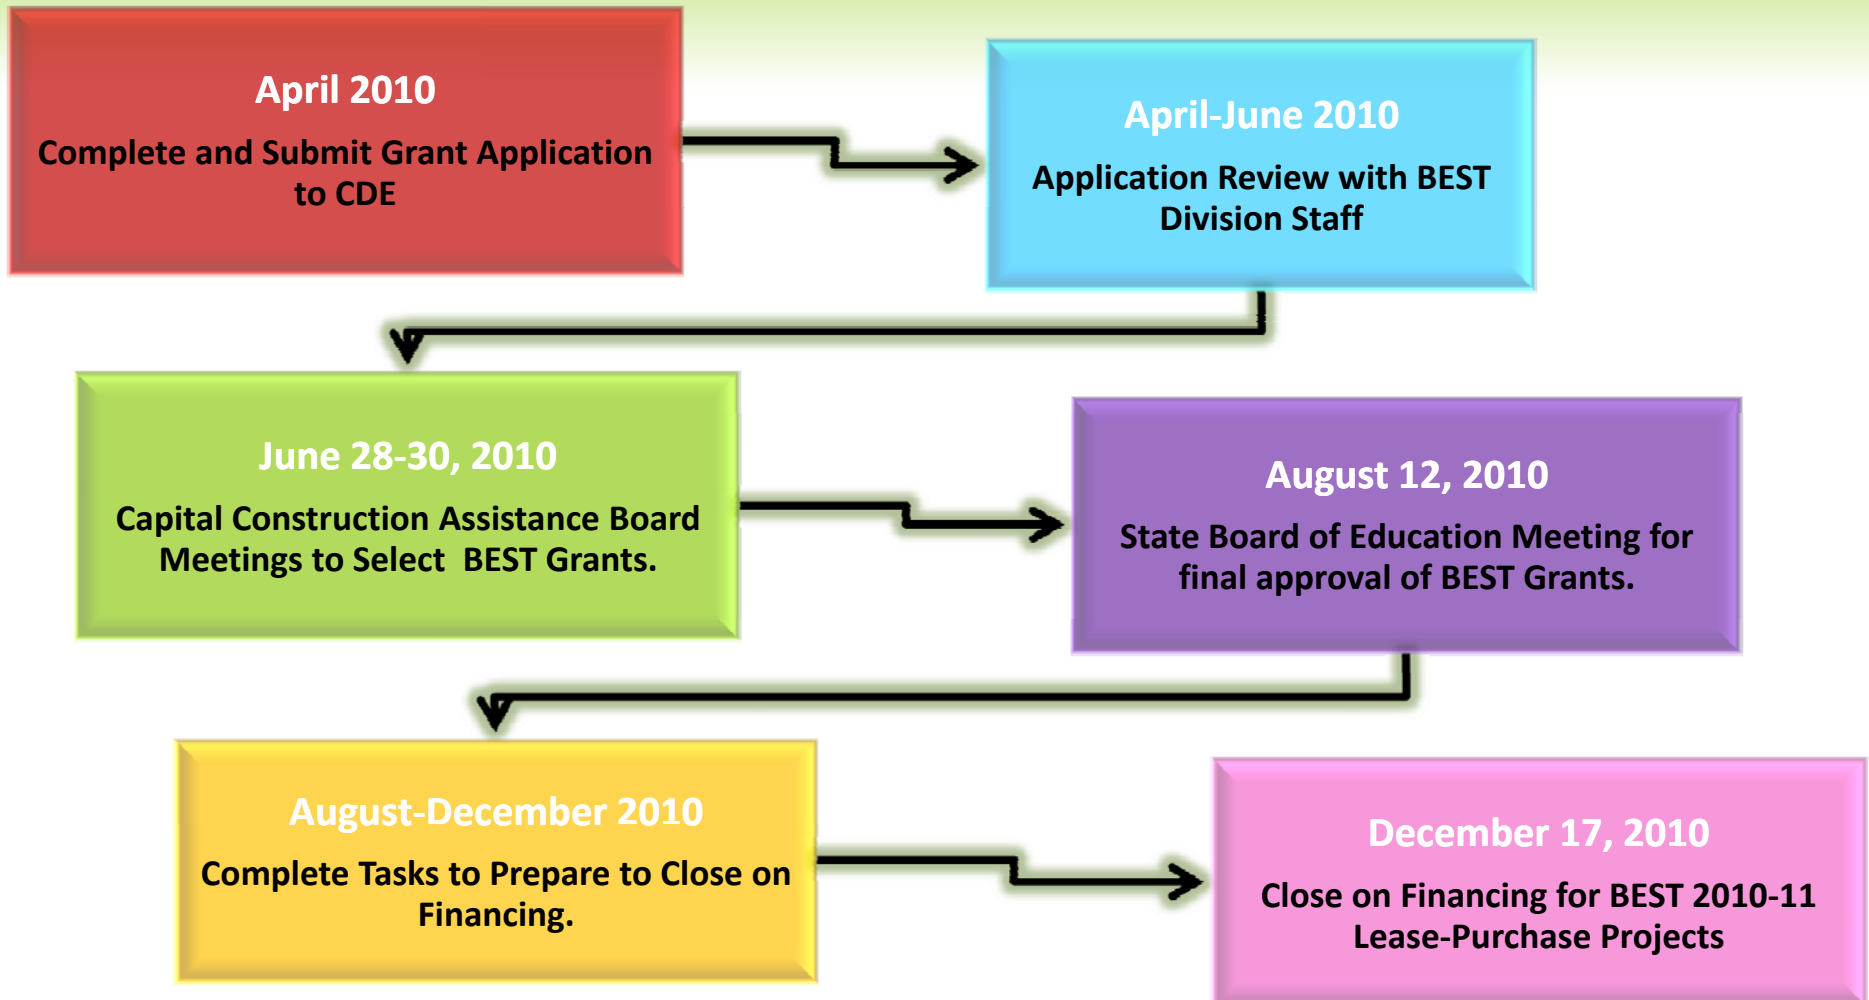 April 2010
Complete and Submit Grant Application
to CDE
April-June 2010
Application Review with BEST
Division Staff
June 28-30, 2010
Capital Construction Assistance Board
Meetings to Select  BEST Grants.
August 12, 2010
State Board of Education Meeting for
final approval of BEST Grants.
August-December 2010
Complete Tasks to Prepare to Close on
Financing.
December 17, 2010
Close on Financing for BEST 2010-11
Lease-Purchase Projects